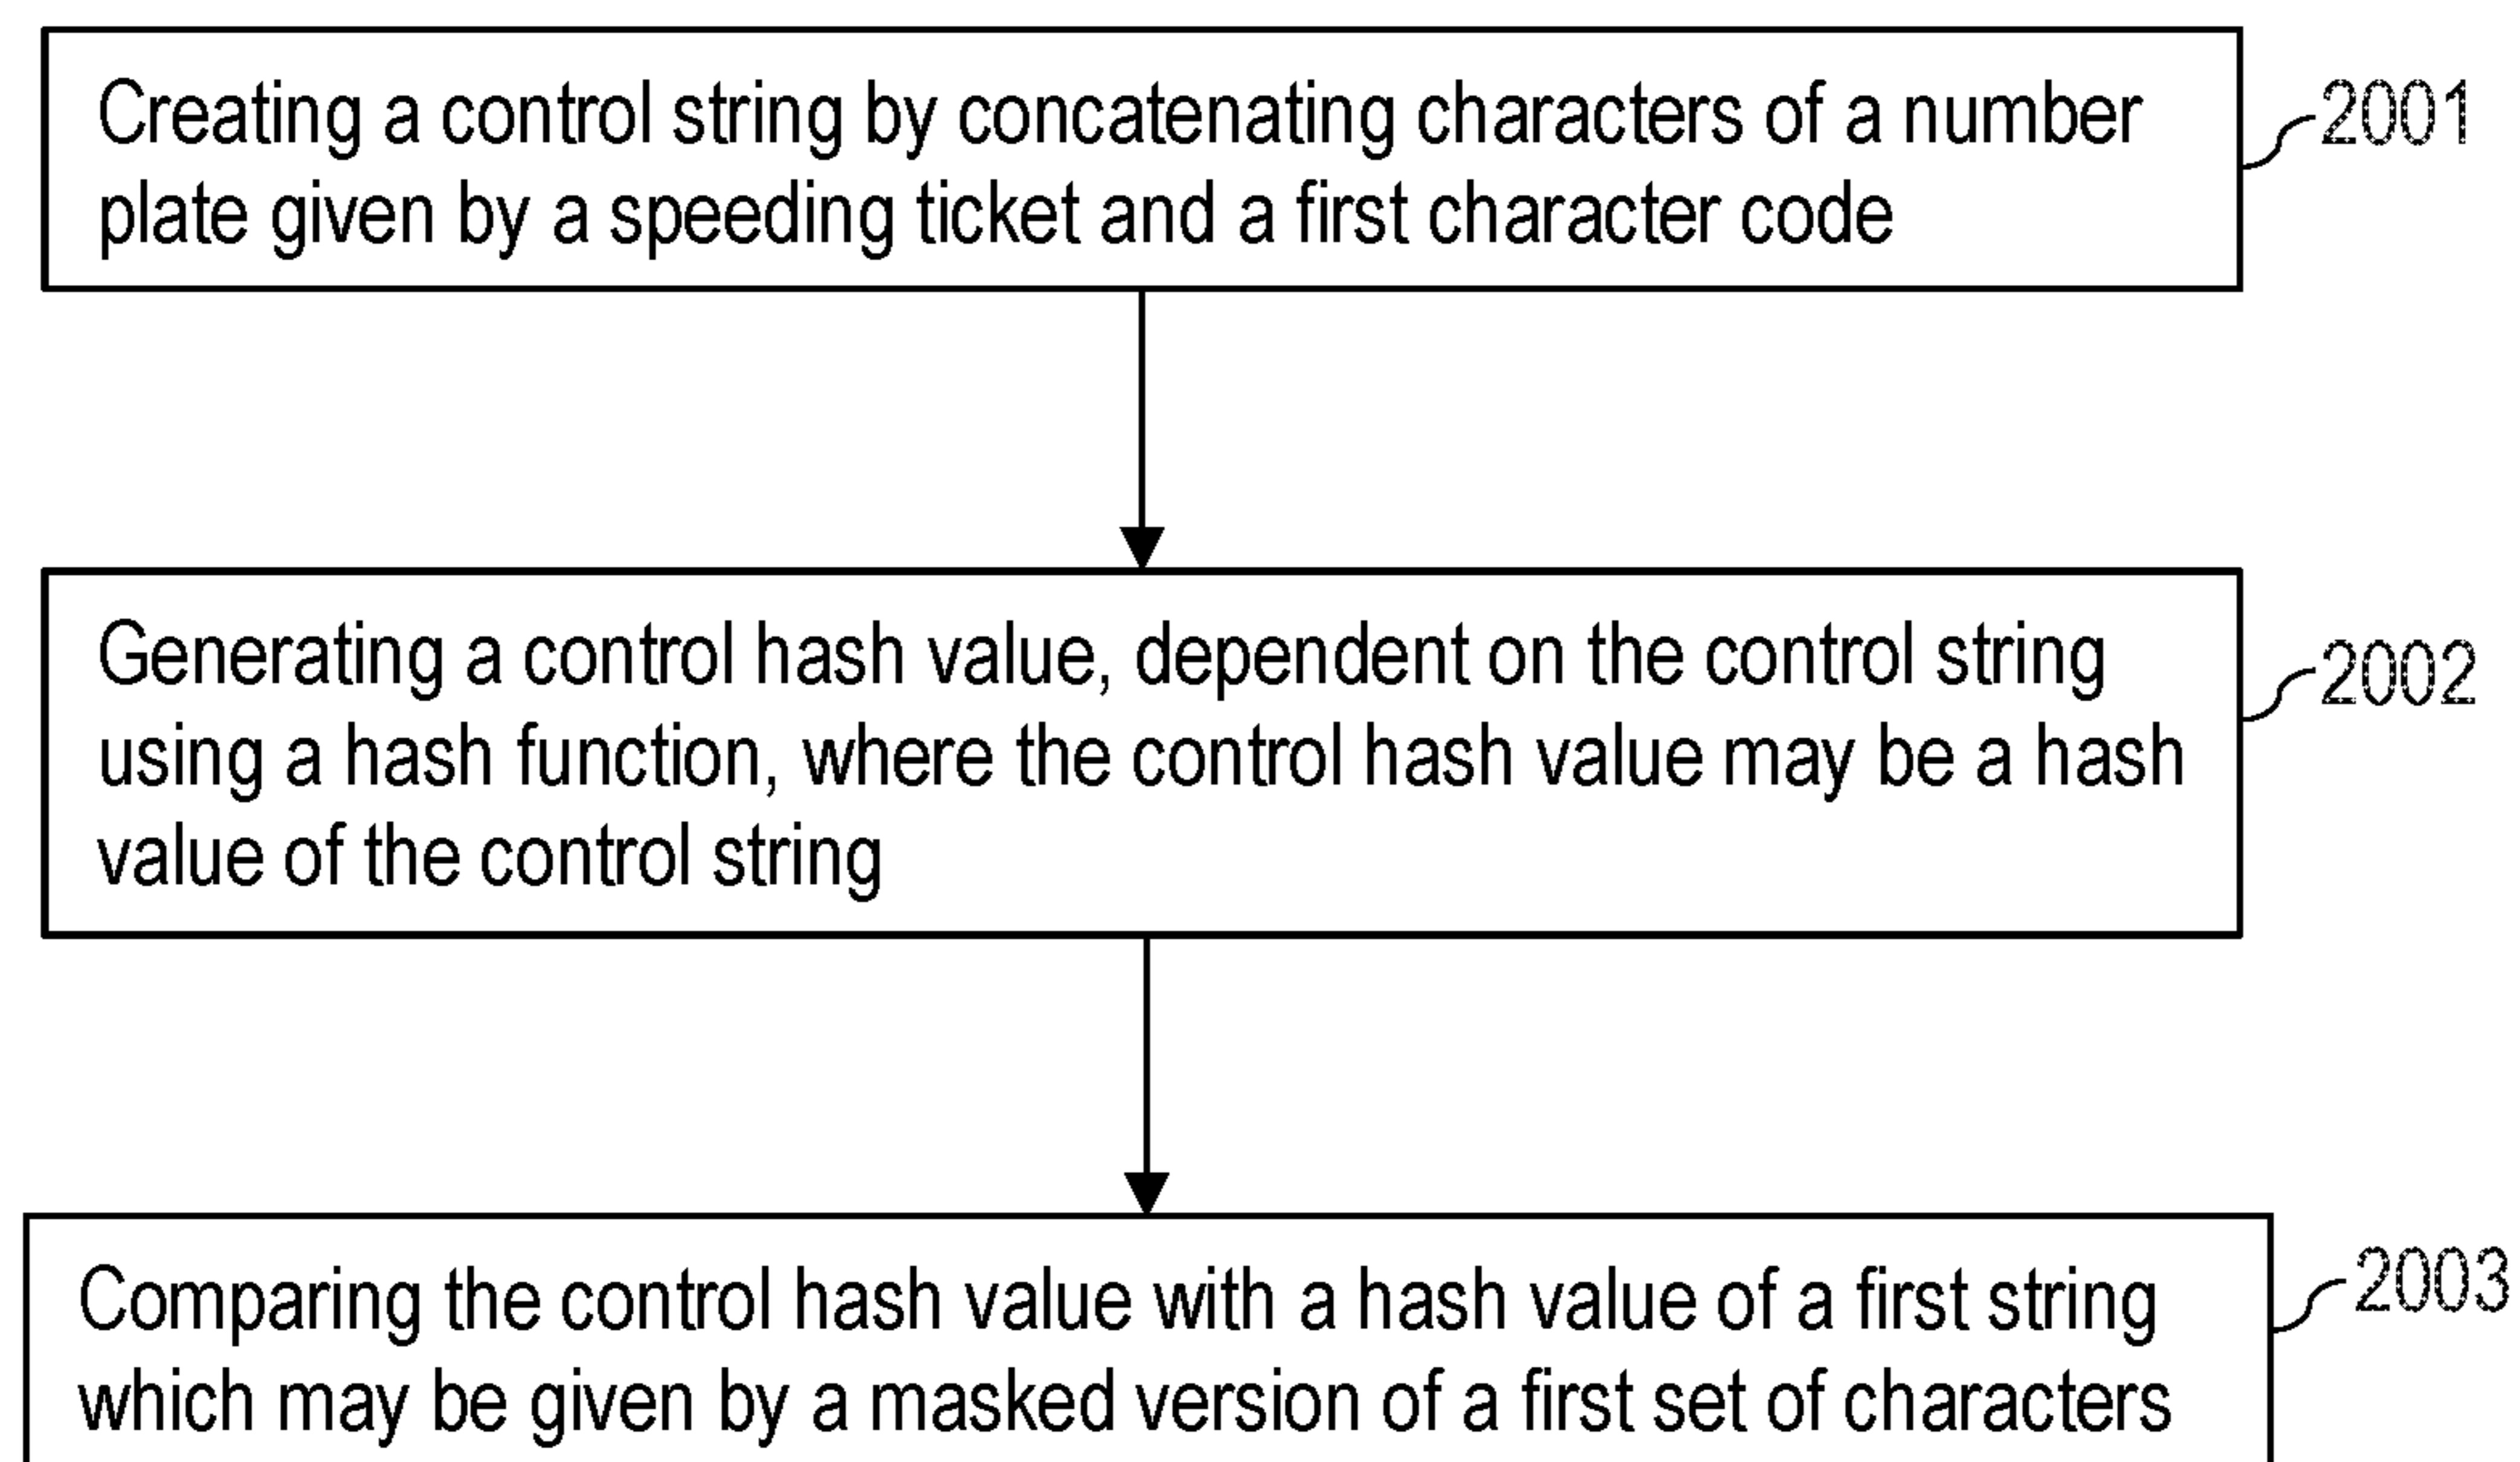 Creating a control string by concatenating characters of a number
plate given by a speeding ticket and a first character code
2001
Generating a control hash value, dependent on the control string
using a hash function, where the control hash value may be a hash
value of the control string
2002
Comparing the control hash value with a hash value of a first string
which may be given by a masked version of a first set of characters
2003